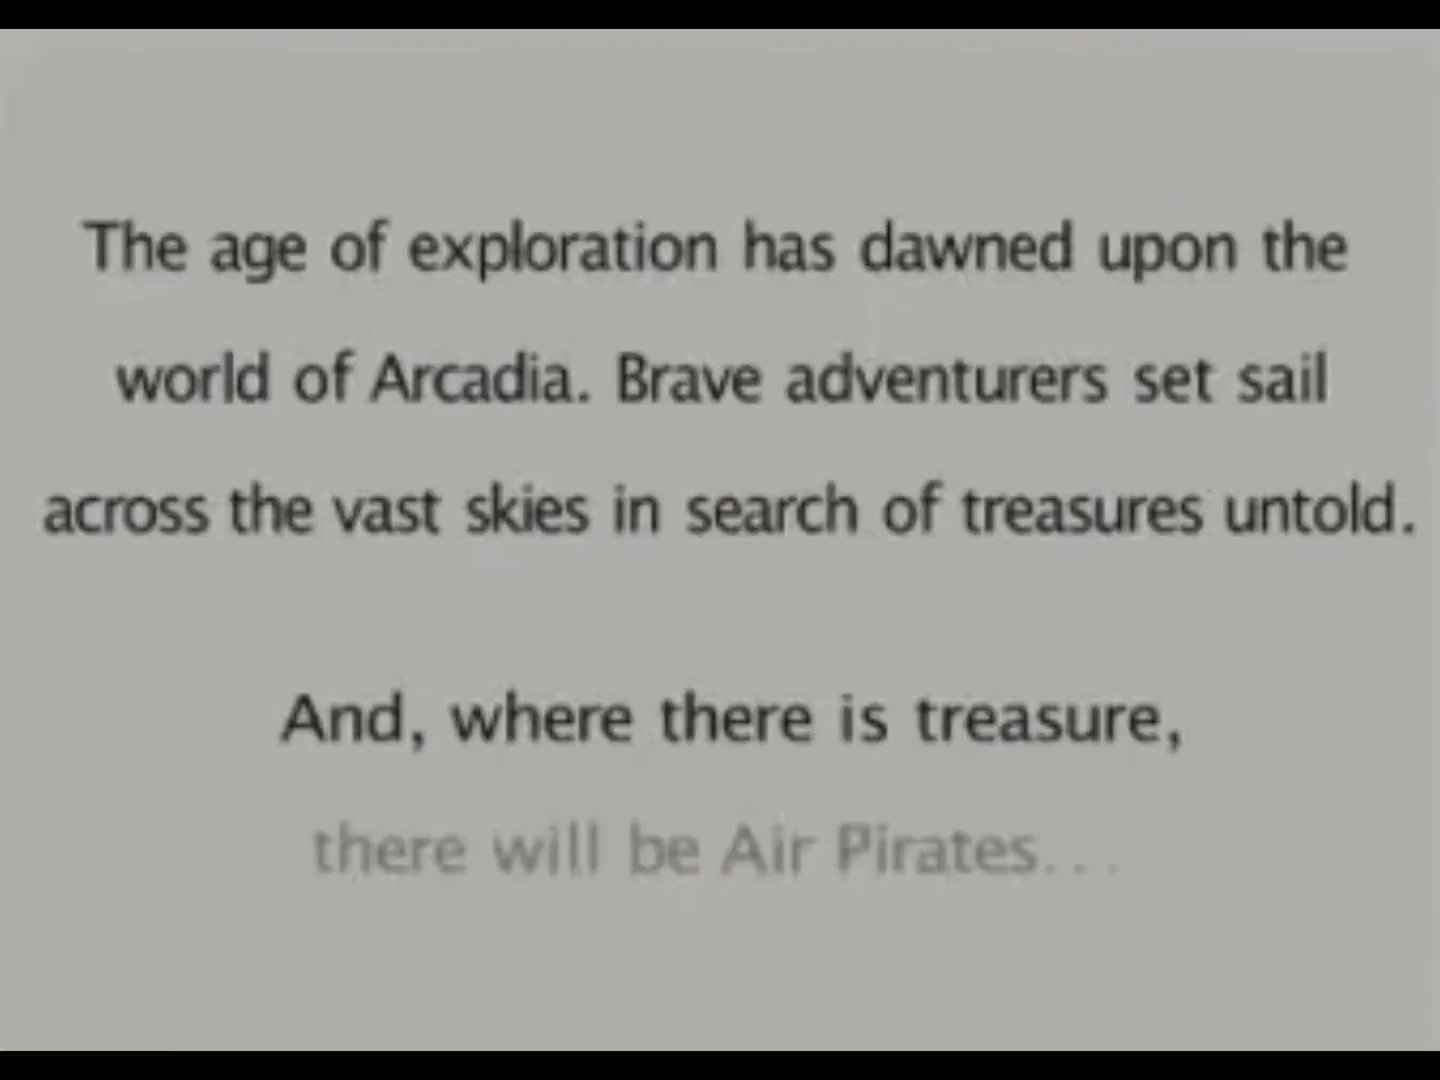 The age of exploration has dawned upon the
world of Arcadia. Brave adventurers set sail
across the vast skies in search of treasures untold.
And, where there is treasure,
there will be Air Pirates...